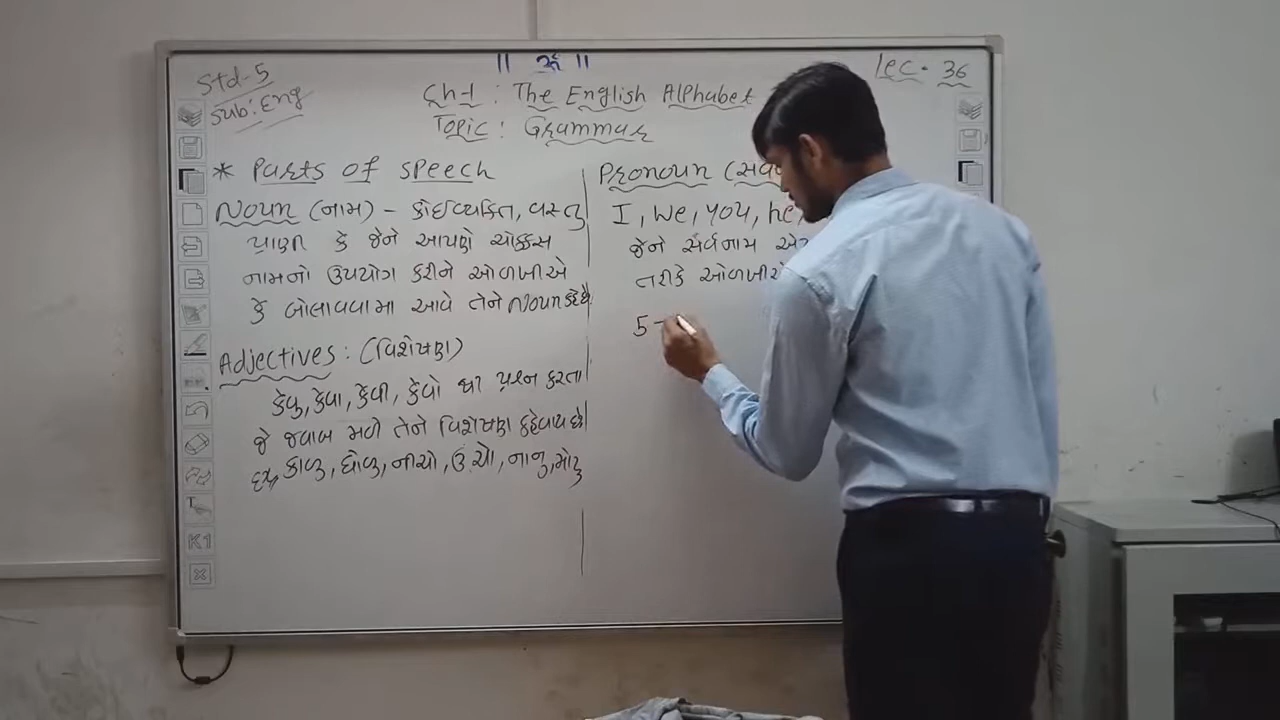 || ૐ ||
Std-5
Sub: Eng
Lec. 36
Ch-1 : The English Alphabet
Topic : Grammar
* Parts of speech
Noun (નામ) - કોઈ વ્યકિત, વસ્તુ
પ્રાણી કે જેને આપણે ચોક્કસ
નામનો ઉપયોગ કરીને ઓળખીએ
કે બોલાવવામા આવે તેને Noun કહે છે
Adjectives : (વિશેષણ)
કેવુ, કેવા, કેવી, કેવો થી પ્રશ્ન કરતા
જે જવાબ મળે તેને વિશેષણ કહેવાય છે
કાળુ, ધોળુ, નીચો, ઉંચો, નાનુ, મોટુ
Pronoun (
I, we, you, he,
જેને સર્વનામ
તરીકે ઓળખીએ
5 -
T
K1